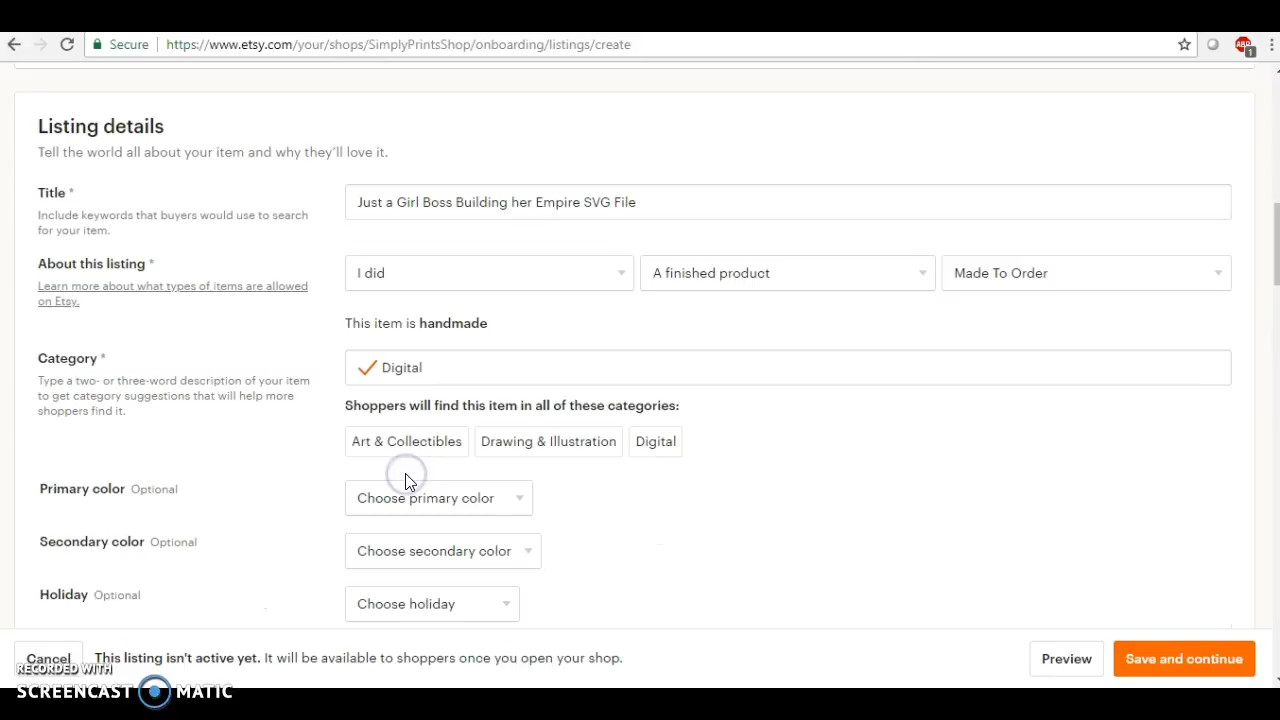 Secure
https://www.etsy.com/your/shops/SimplyPrintsShop/onboarding/listings/create
ABP
1
Listing details
Tell the world all about your item and why they'll love it.
Title *
Include keywords that buyers would use to search
for your item.
Just a Girl Boss Building her Empire SVG File
About this listing *
Learn more about what types of items are allowed
on Etsy.
I did
A finished product
Made To Order
This item is handmade
Category *
Type a two- or three-word description of your item
to get category suggestions that will help more
shoppers find it.
Digital
Shoppers will find this item in all of these categories:
Art & Collectibles
Drawing & Illustration
Digital
Primary color Optional
Choose primary color
Secondary color Optional
Choose secondary color
Holiday Optional
Choose holiday
Cancel
This listing isn't active yet. It will be available to shoppers once you open your shop.
Preview
Save and continue
RECORDED WITH
SCREENCAST MATIC